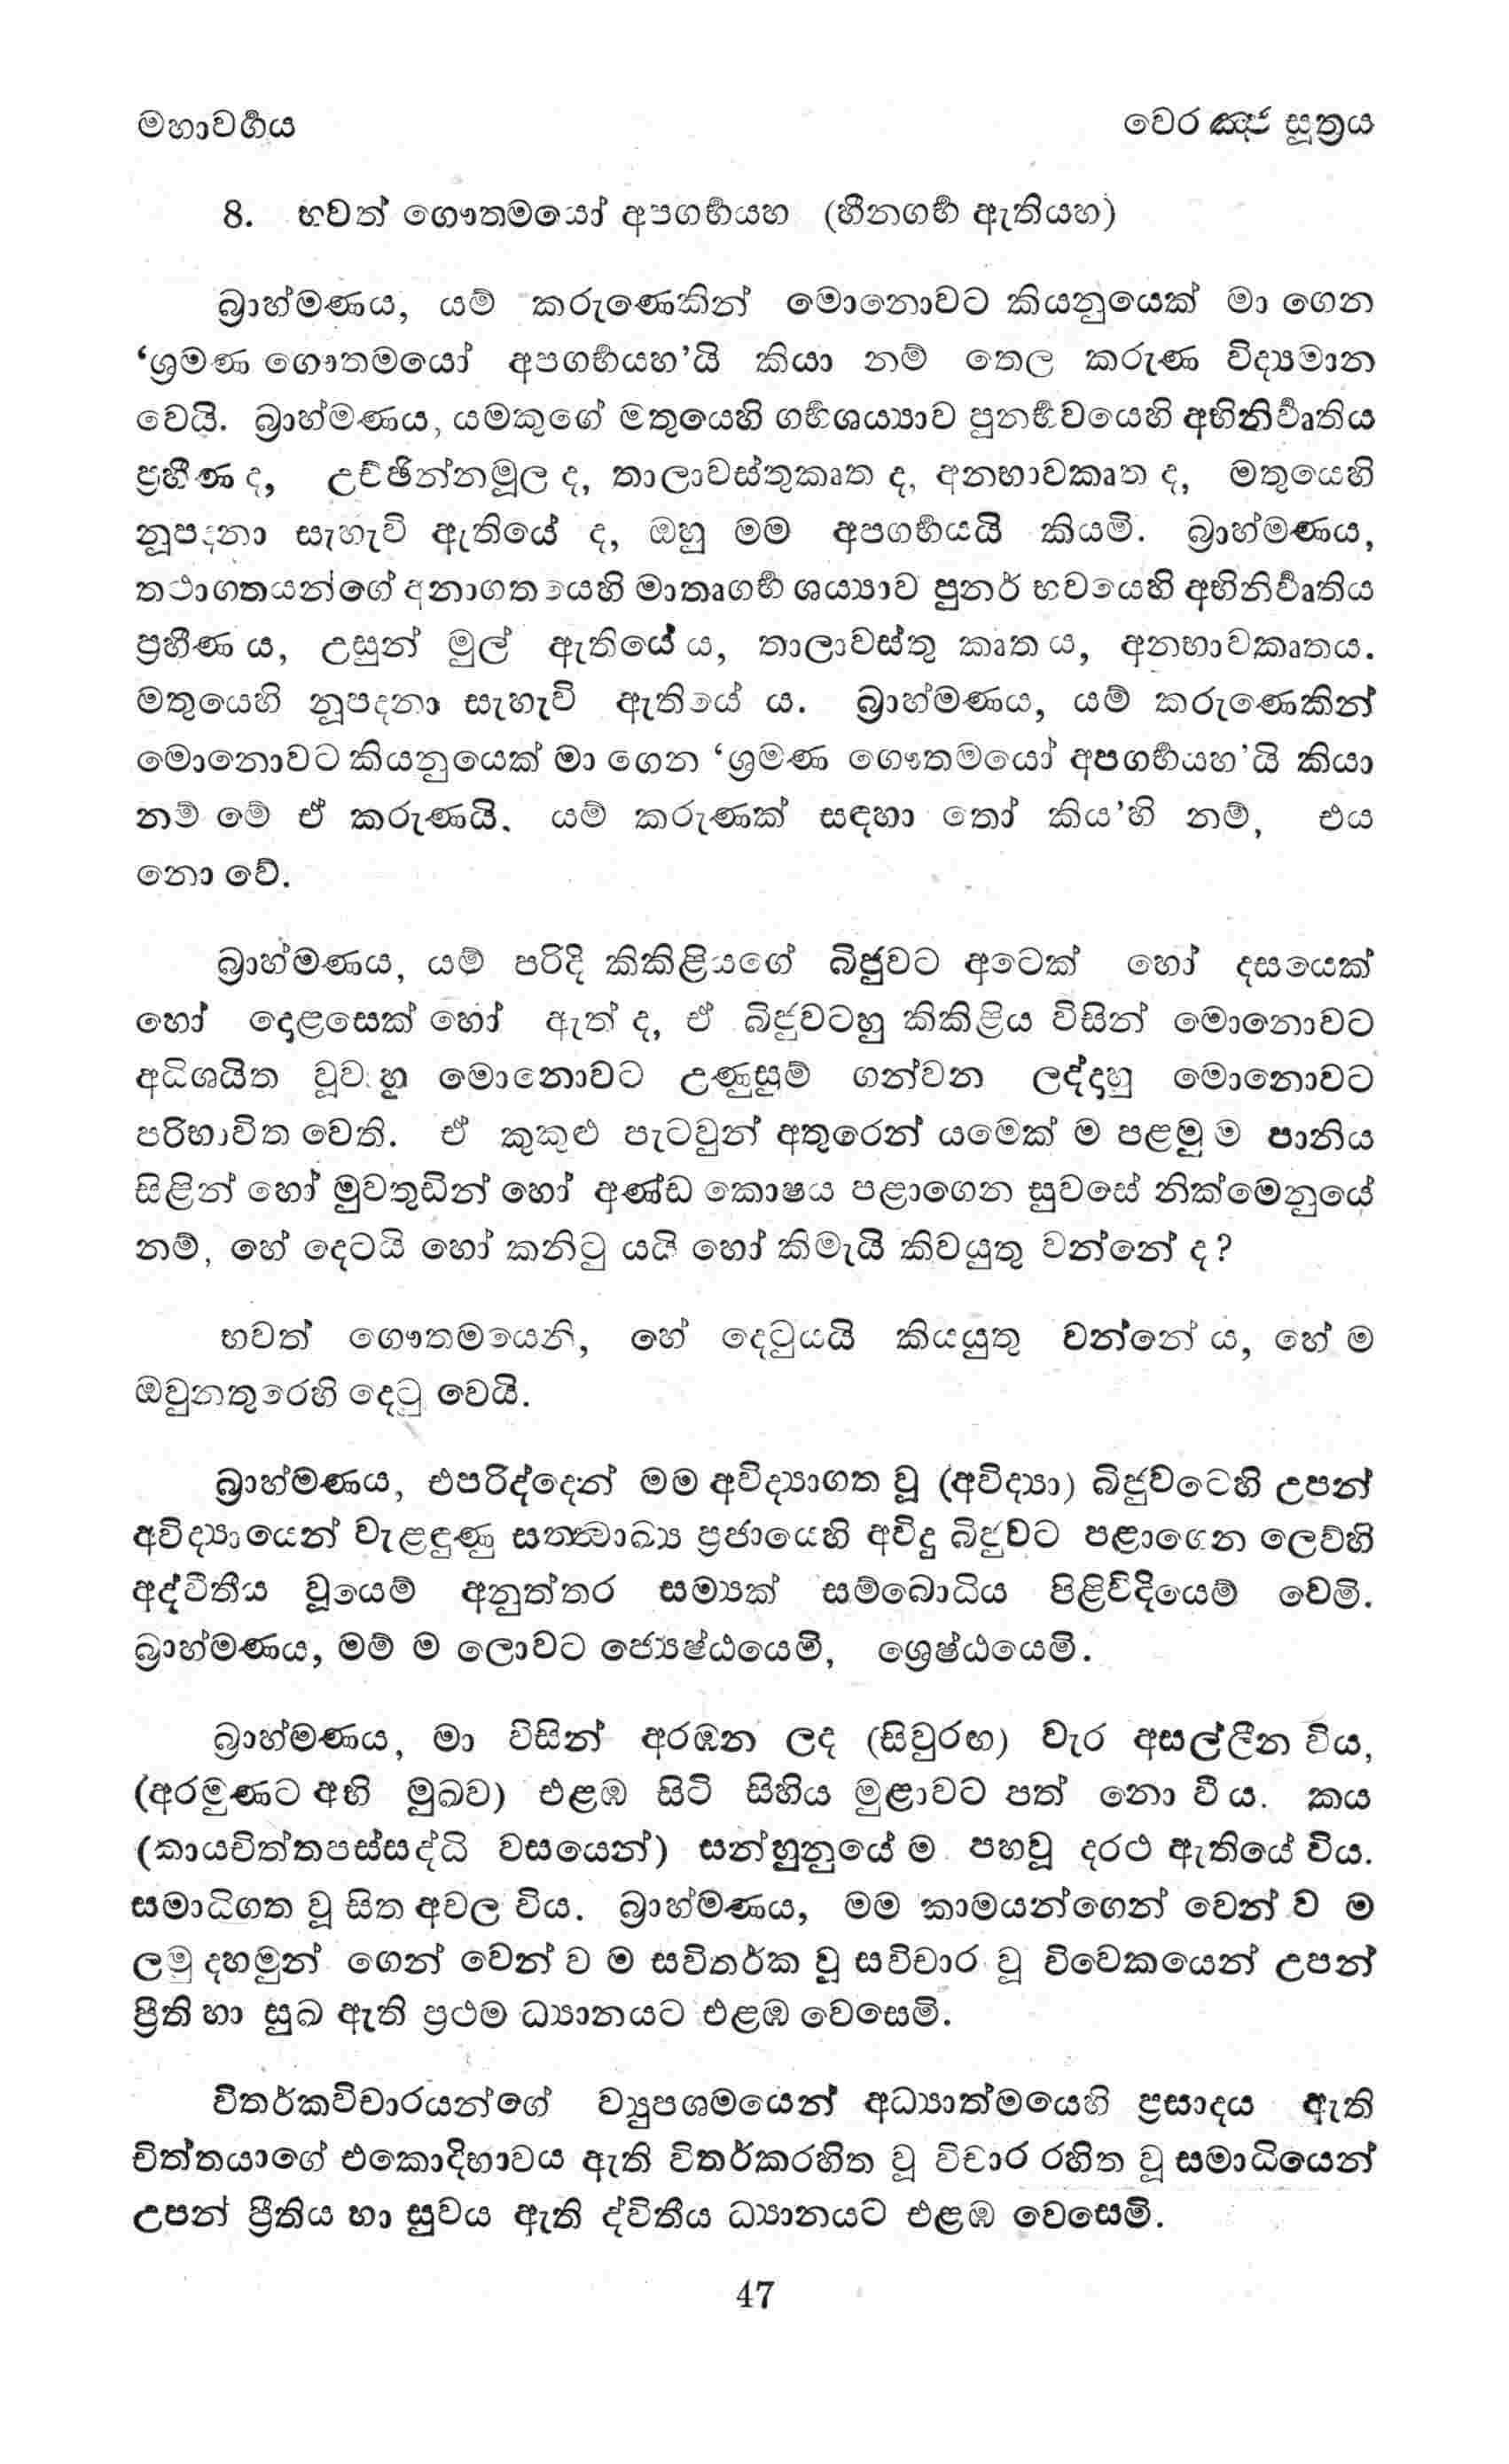 මහාවර්‍ගය
වෙරඤ්ජ සූත්‍රය
8. භවත් ගෞතමයෝ අපගර්‍භයහ (හීනගර්‍භ ඇතියහ)
බ්‍රාහ්මණය, යම් කරුණෙකින් මොනොවට කියනුයෙක් මා ගෙන
‘ශ්‍රමණ ගෞතමයෝ අපගර්‍භයහ’යි කියා නම් තෙල කරුණ විද්‍යමාන
වෙයි. බ්‍රාහ්මණය, යමකුගේ මතුයෙහි ගර්‍භශය්‍යාව පුනර්‍භවයෙහි අභිනිර්‍වෘතිය
ප්‍රහීණ ද, උච්ඡින්නමූල ද, තාලාවස්තුකෘත ද, අනභාවකෘත ද, මතුයෙහි
නූපදනා සැහැවි ඇතියේ ද, ඔහු මම අපගර්‍භයයි කියමි. බ්‍රාහ්මණය,
තථාගතයන්ගේ අනාගතයෙහි මාතෘගර්‍භ ශය්‍යාව පුනර් භවයෙහි අභිනිර්‍වෘතිය
ප්‍රහීණ ය, උසුන් මුල් ඇතියේ ය, තාලාවස්තු කෘත ය, අනභාවකෘතය.
මතුයෙහි නූපදනා සැහැවි ඇතියේ ය. බ්‍රාහ්මණය, යම් කරුණෙකින්
මොනොවට කියනුයෙක් මා ගෙන ‘ශ්‍රමණ ගෞතමයෝ අපගර්‍භයහ’යි කියා
නම් මේ ඒ කරුණයි. යම් කරුණක් සඳහා තෝ කිය’හි නම්, එය
නො වේ.
බ්‍රාහ්මණය, යම් පරිදි කිකිළියගේ බිජුවට අටෙක් හෝ දසයෙක්
හෝ දොළසෙක් හෝ ඇත් ද, ඒ බිජුවටහු කිකිළිය විසින් මොනොවට
අධිශයිත වූවාහු මොනොවට උණුසුම් ගන්වන ලද්දාහු මොනොවට
පරිභාවිත වෙති. ඒ කුකුළු පැටවුන් අතුරෙන් යමෙක් ම පළමු ම පානිය
සිළින් හෝ මුවතුඩින් හෝ අණ්ඩ කොෂය පළාගෙන සුවසේ නික්මෙනුයේ
නම්, හේ දෙටයි හෝ කනිටු යයි හෝ කිමැයි කිවයුතු වන්නේ ද?
භවත් ගෞතමයෙනි, හේ දෙටුයයි කියයුතු වන්නේ ය, හේ ම
ඔවුනතුරෙහි දෙටු වෙයි.
බ්‍රාහ්මණය, එපරිද්දෙන් මම අවිද්‍යාගත වූ (අවිද්‍යා) බිජුවටෙහි උපන්
අවිද්‍යායෙන් වැළඳුණු සත්ත්‍වාඛ්‍ය ප්‍රජායෙහි අවිදු බිජුවට පළාගෙන ලෙව්හි
අද්වීතීය වූයෙම් අනුත්තර සම්‍යක් සම්බොධිය පිළිවිදියෙම් වෙමි.
බ්‍රාහ්මණය, මම් ම ලොවට ජ්‍යෙෂ්ඨයෙමි, ශ්‍රෙෂ්ඨයෙමි.
බ්‍රාහ්මණය, මා විසින් අරඹන ලද (සිවුරඟ) වැර අසල්ලීන විය,
(අරමුණට අභි මුඛව) එළඹ සිටි සිහිය මුළාවට පත් නො වී ය. කය
(කායචිත්තපස්සද්ධි වසයෙන්) සන්හුනුයේ ම පහවූ දරථ ඇතියේ විය.
සමාධිගත වූ සිත අචල විය. බ්‍රාහ්මණය, මම කාමයන්ගෙන් වෙන් ව ම
ලමු දහමුන් ගෙන් වෙන් ව ම සවිතර්ක වූ සවිචාර වූ විවෙකයෙන් උපන්
ප්‍රීති හා සුඛ ඇති ප්‍රථම ධ්‍යානයට එළඹ වෙසෙමි.
විතර්කවිචාරයන්ගේ ව්‍යුපශමයෙන් අධ්‍යාත්මයෙහි ප්‍රසාදය ඇති
චිත්තයාගේ එකොදිභාවය ඇති විතර්කරහිත වූ විචාර රහිත වූ සමාධියෙන්
උපන් ප්‍රීතිය හා සුවය ඇති ද්විතීය ධ්‍යානයට එළඹ වෙසෙමි.
47